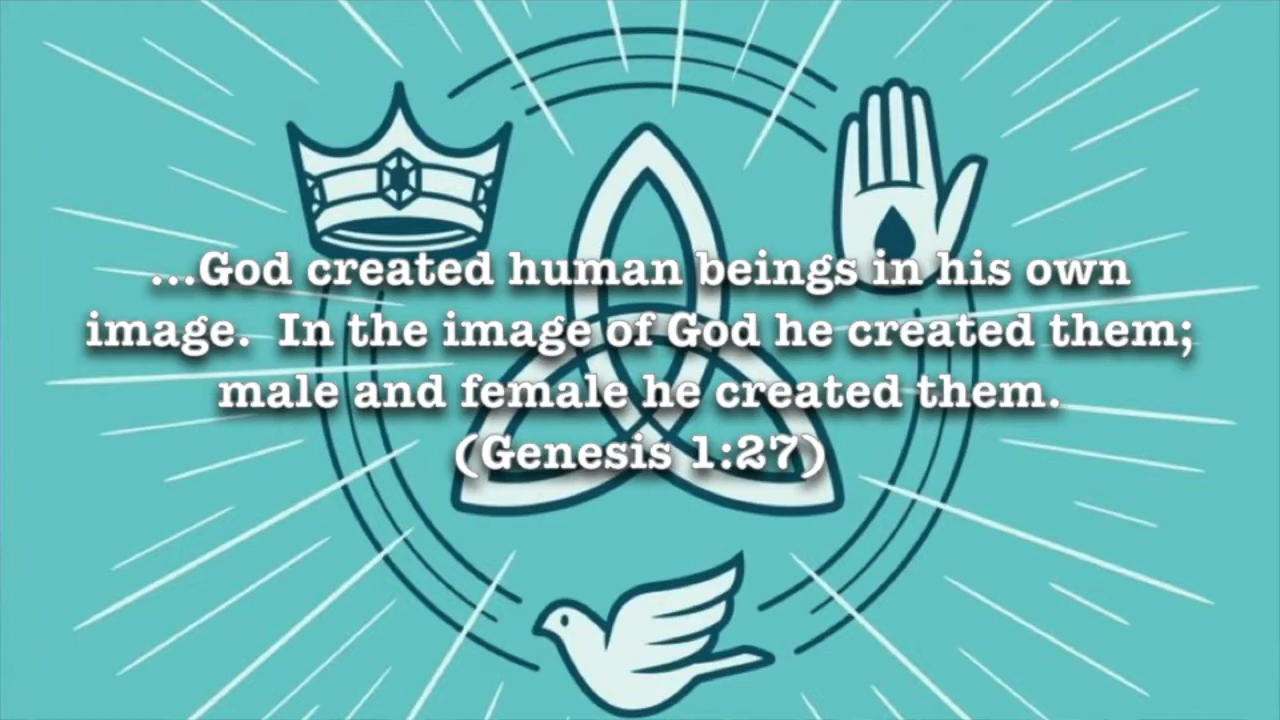 ...God created human beings in his own
image.  In the image of God he created them;
male and female he created them.
(Genesis 1:27)